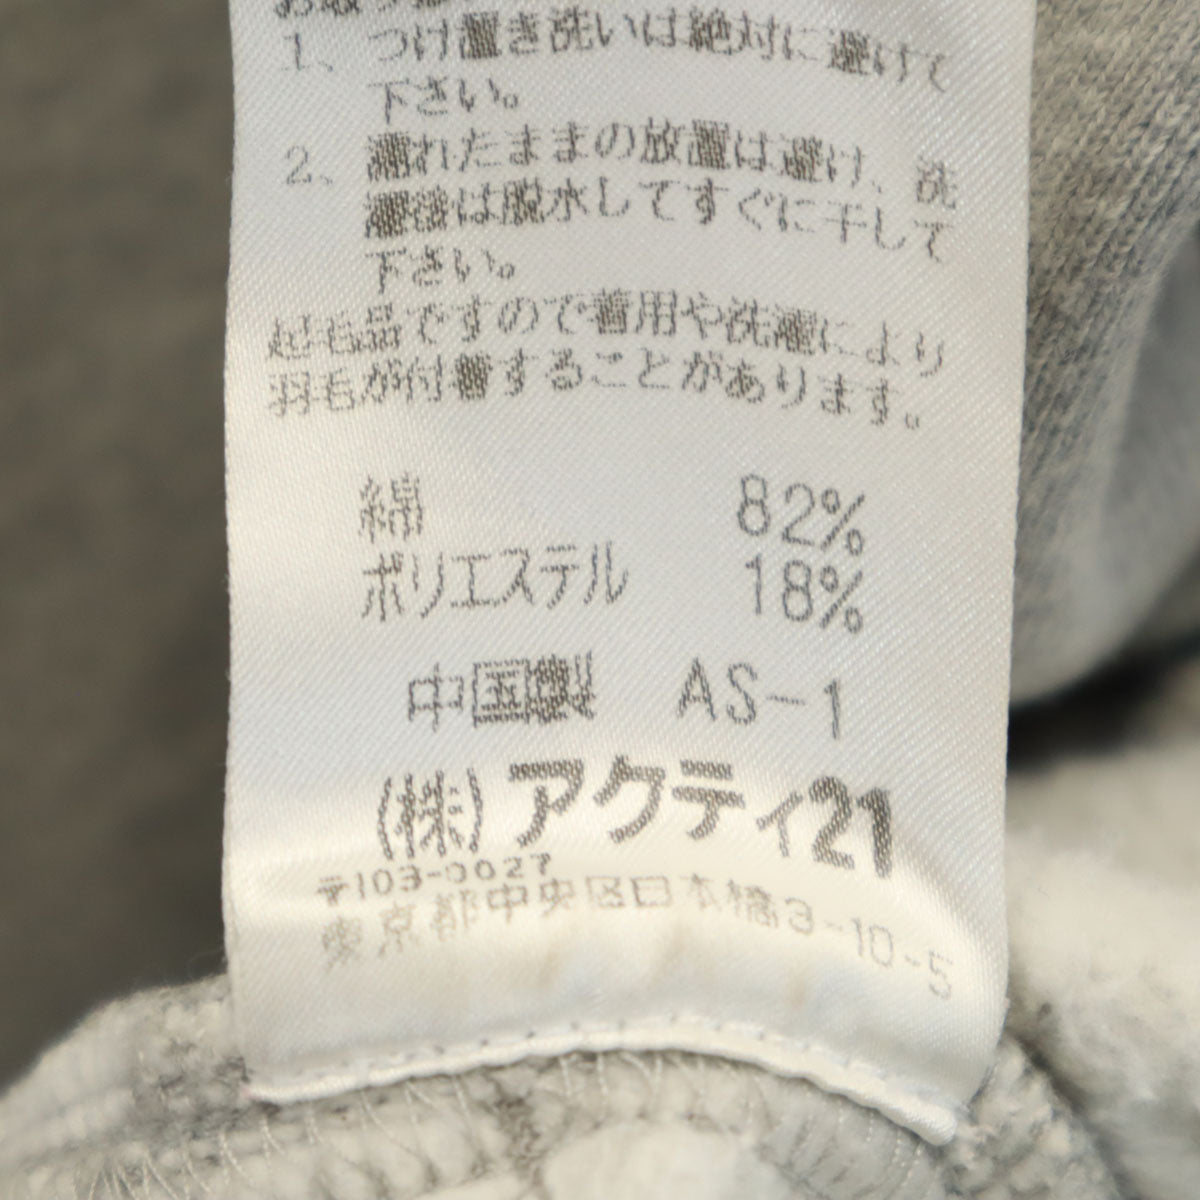 1、つけ置き洗いは絶対に避けて
下さい。
2、濡れたままの放置は避け、洗
濯後は脱水してすぐに干して
下さい。
起毛品ですので着用や洗濯により
羽毛が付着することがあります。
綿 82%
ポリエステル 18%
中国製 AS-1
(株)アクティ21
〒103-0027
東京都中央区日本橋3-10-5